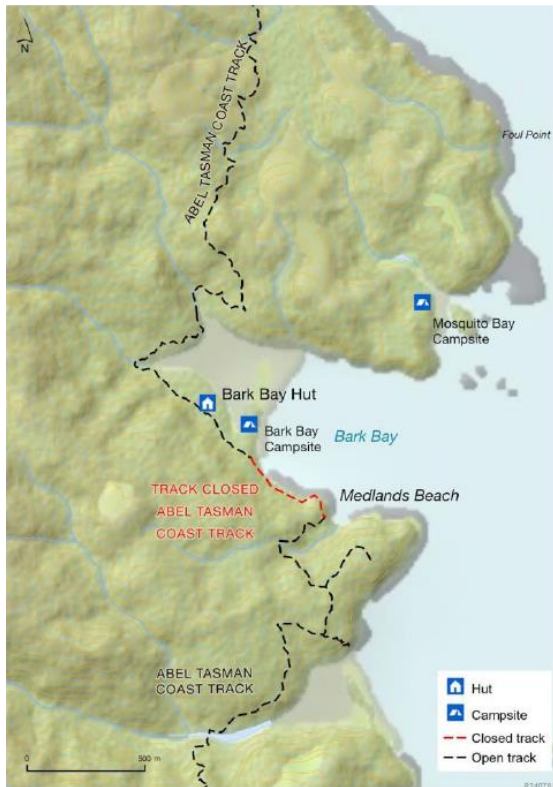 N
ABEL TASMAN
COAST TRACK
Foul Point
Mosquito Bay
Campsite
Bark Bay Hut
Bark Bay
Campsite
Bark Bay
TRACK CLOSED
ABEL TASMAN
COAST TRACK
Medlands Beach
ABEL TASMAN
COAST TRACK
Hut
Campsite
Closed track
Open track
0
500 m